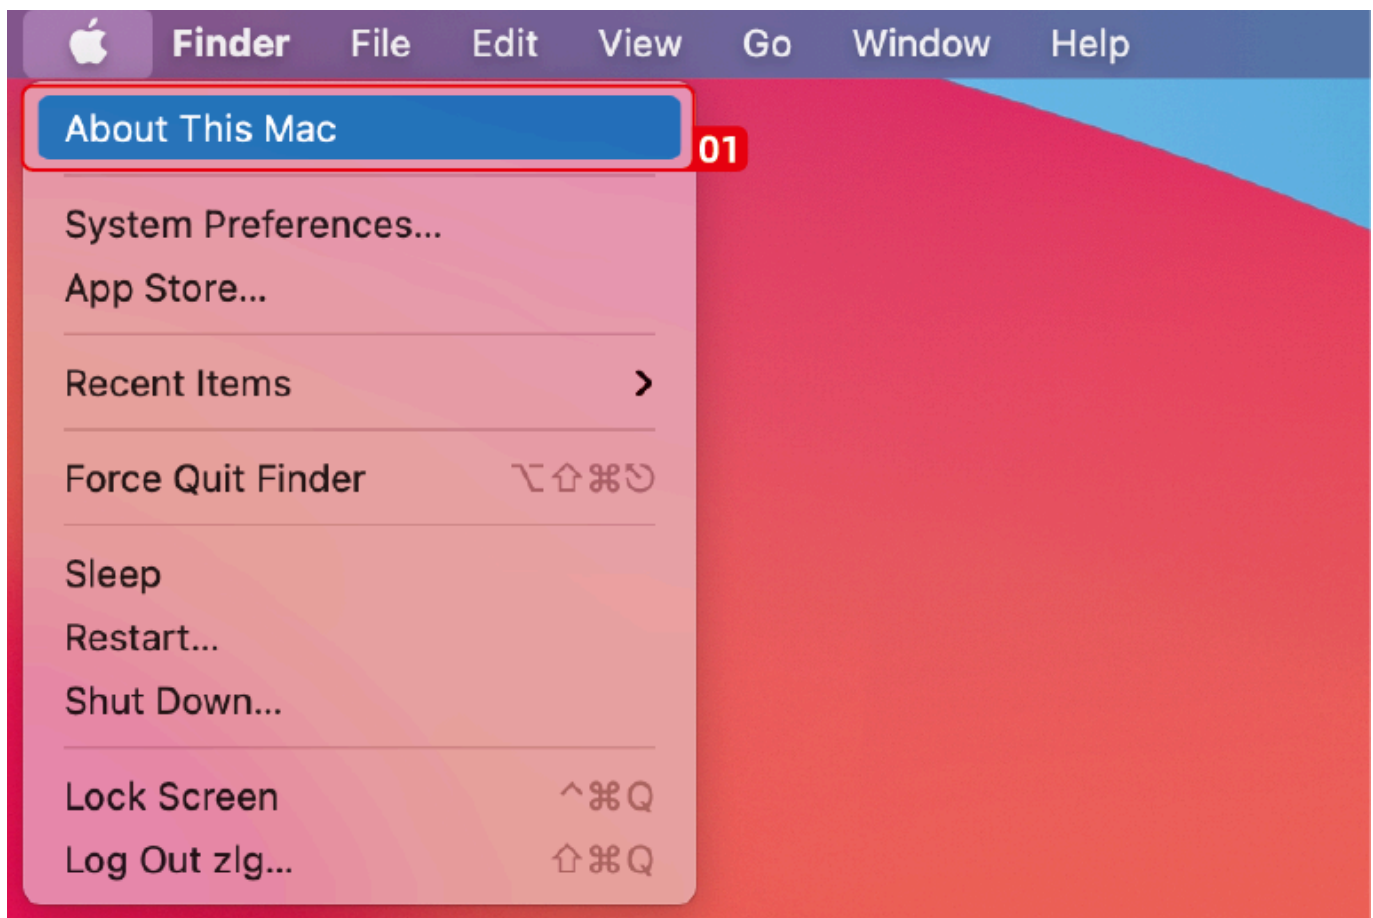 Finder File Edit View Go Window Help
About This Mac
01
System Preferences...
App Store...
Recent Items
Force Quit Finder ⌥⇧⌘⎋
Sleep
Restart...
Shut Down...
Lock Screen ^⌘Q
Log Out zlg... ⇧⌘Q